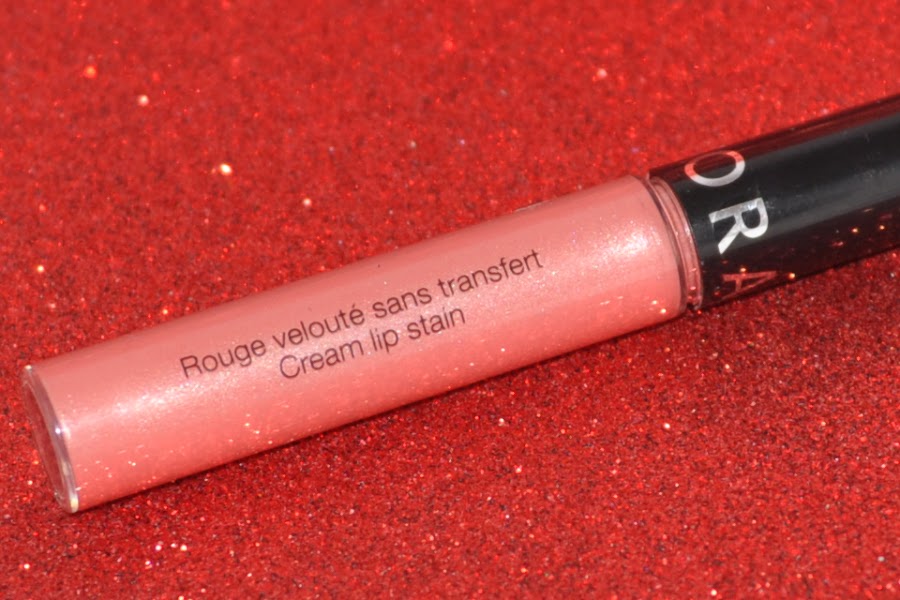 Rouge velouté sans transfert
Cream lip stain
ORA